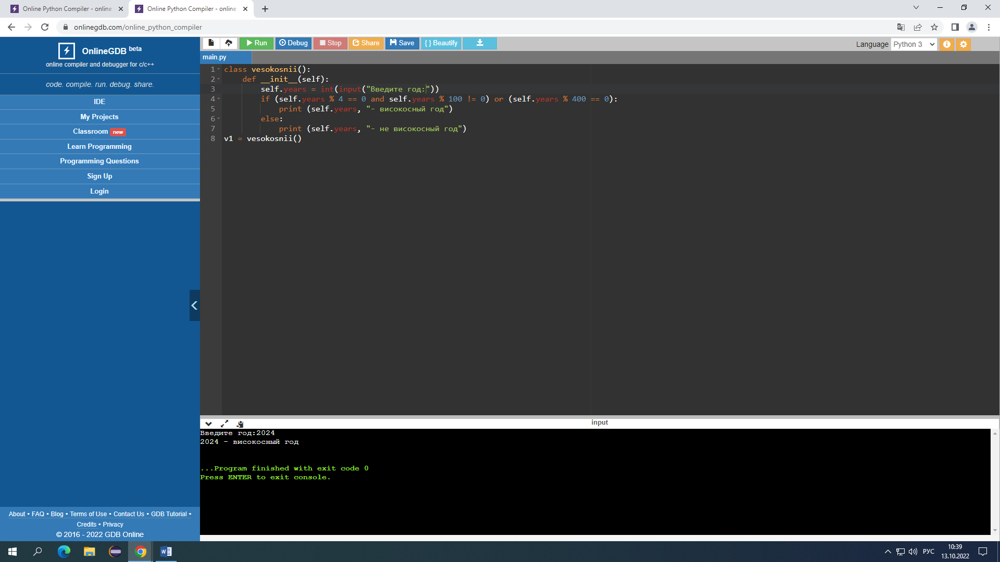 Online Python Compiler - online
Online Python Compiler - online
onlinegdb.com/online_python_compiler
OnlineGDB beta
online compiler and debugger for c/c++
code. compile. run. debug. share.
IDE
My Projects
Classroom new
Learn Programming
Programming Questions
Sign Up
Login
About • FAQ • Blog • Terms of Use • Contact Us • GDB Tutorial •
Credits • Privacy
© 2016 - 2022 GDB Online
Run Debug Stop Share Save { } Beautify
Language Python 3
main.py
1 class vesokosnii():
2 def __init__(self):
3 self.years = int(input("Введите год:"))
4 if (self.years % 4 == 0 and self.years % 100 != 0) or (self.years % 400 == 0):
5 print (self.years, "- високосный год")
6 else:
7 print (self.years, "- не високосный год")
8 v1 = vesokosnii()
input
Введите год:2024
2024 - високосный год
...Program finished with exit code 0
Press ENTER to exit console.
РУС
10:39
13.10.2022